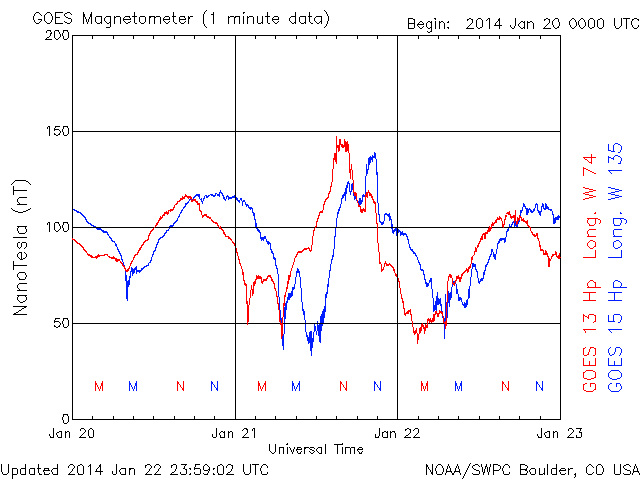 GOES Magnetometer (1 minute data)
Begin: 2014 Jan 20 0000 UTC
200
150
100
50
0
NanoTesla (nT)
M M N N M M N N M M N N
Jan 20 Jan 21 Jan 22 Jan 23
Universal Time
GOES 13 Hp Long. W 74
GOES 15 Hp Long. W 135
Updated 2014 Jan 22 23:59:02 UTC
NOAA/SWPC Boulder, CO USA